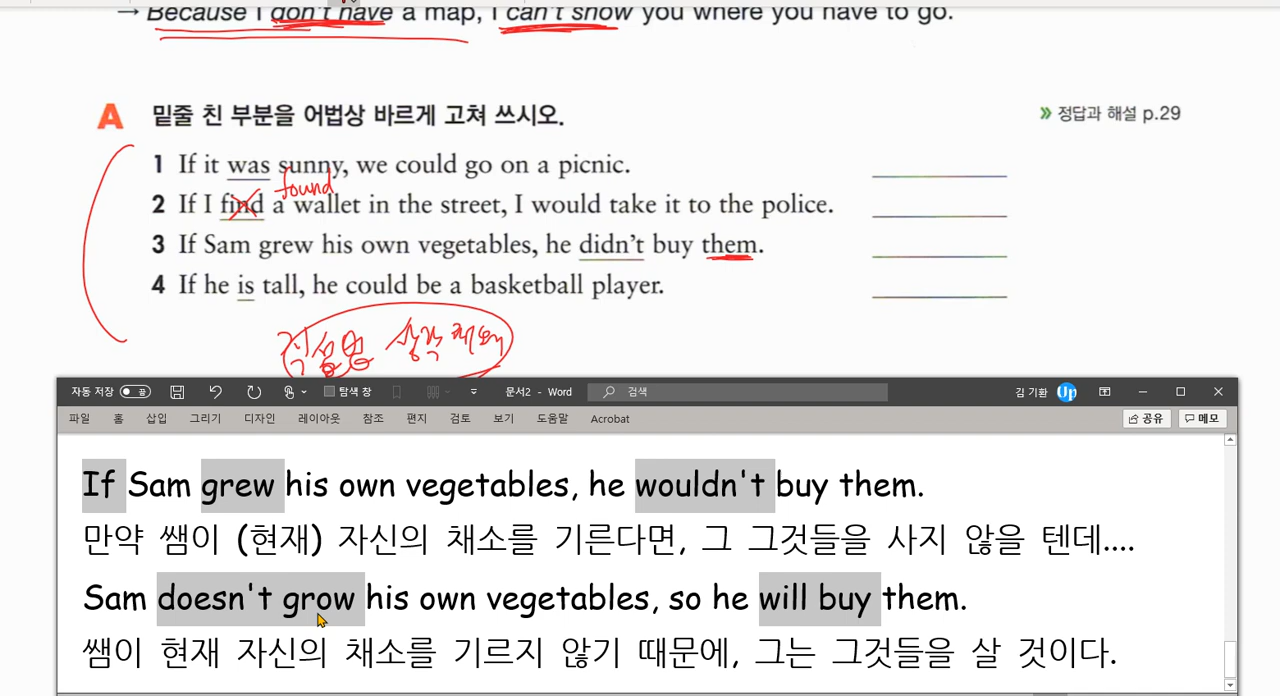 → Because I don't have a map, I can't show you where you have to go.
A 밑줄 친 부분을 어법상 바르게 고쳐 쓰시오.
» 정답과 해설 p.29
1 If it was sunny, we could go on a picnic.
found
2 If I find a wallet in the street, I would take it to the police.
3 If Sam grew his own vegetables, he didn't buy them.
4 If he is tall, he could be a basketball player.
직설법
자동 저장 끔 탐색 창 문서2 - Word 검색 김 기환 Up
파일 홈 삽입 그리기 디자인 레이아웃 참조 편지 검토 보기 도움말 Acrobat 공유 메모
If Sam grew his own vegetables, he wouldn't buy them.
만약 쌤이 (현재) 자신의 채소를 기른다면, 그 그것들을 사지 않을 텐데....
Sam doesn't grow his own vegetables, so he will buy them.
쌤이 현재 자신의 채소를 기르지 않기 때문에, 그는 그것들을 살 것이다.